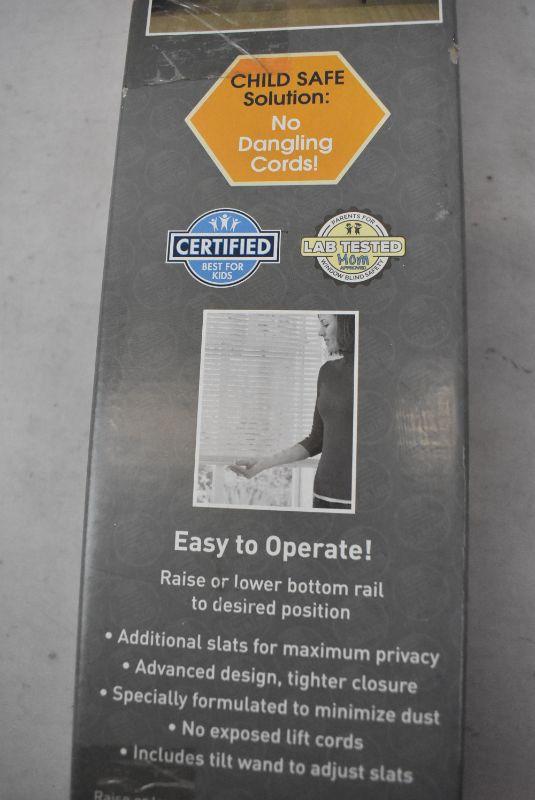 CHILD SAFE
Solution:
No
Dangling
Cords!
CERTIFIED
BEST FOR
KIDS
PARENTS FOR
LAB TESTED
Mom
APPROVED
WINDOW BLIND SAFETY
Easy to Operate!
Raise or lower bottom rail
to desired position
• Additional slats for maximum privacy
• Advanced design, tighter closure
• Specially formulated to minimize dust
• No exposed lift cords
• Includes tilt wand to adjust slats
Raise or